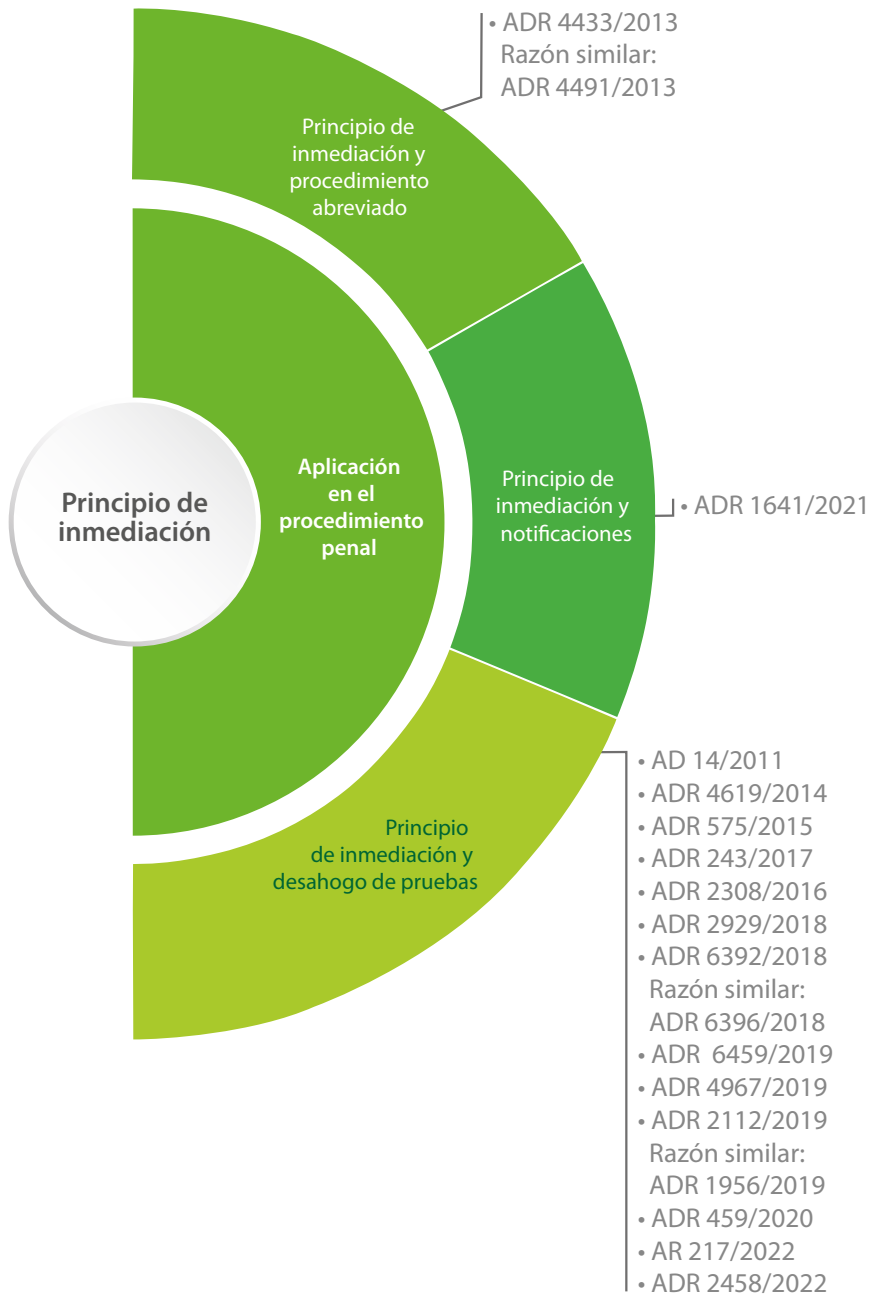 • ADR 4433/2013
Razón similar:
ADR 4491/2013
Principio de
inmediación y
procedimiento
abreviado
Principio de
inmediación
Aplicación
en el
procedimiento
penal
Principio de
inmediación y
notificaciones
• ADR 1641/2021
Principio
de inmediación y
desahogo de pruebas
• AD 14/2011
• ADR 4619/2014
• ADR 575/2015
• ADR 243/2017
• ADR 2308/2016
• ADR 2929/2018
• ADR 6392/2018
Razón similar:
ADR 6396/2018
• ADR 6459/2019
• ADR 4967/2019
• ADR 2112/2019
Razón similar:
ADR 1956/2019
• ADR 459/2020
• AR 217/2022
• ADR 2458/2022